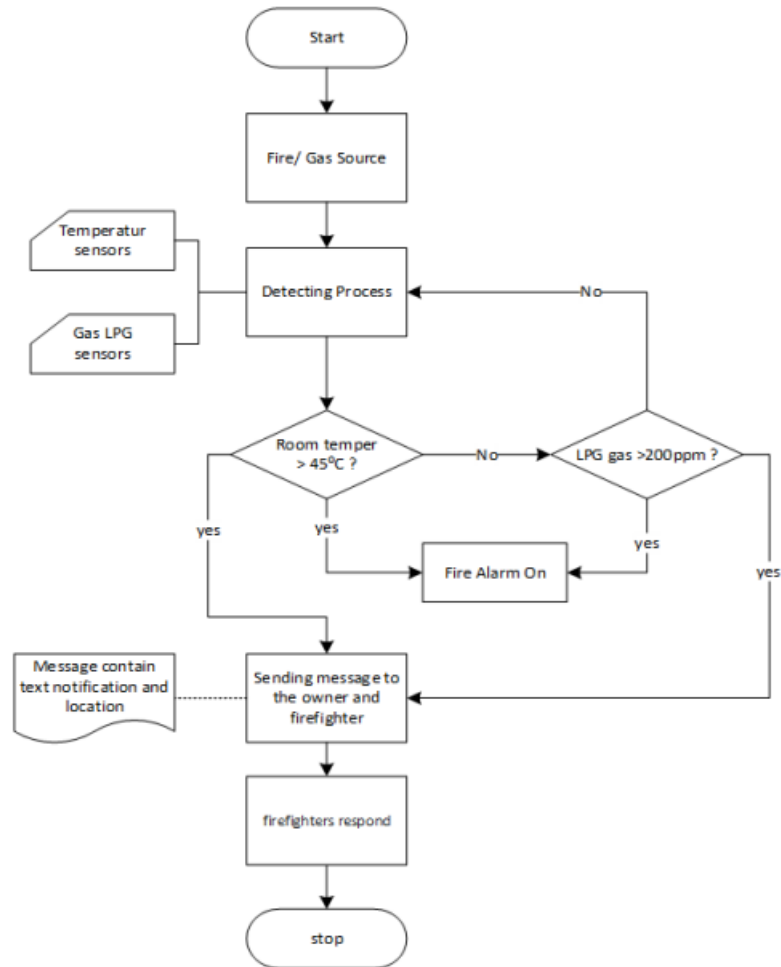 Start
Fire/ Gas Source
Temperatur
sensors
Detecting Process
No
Gas LPG
sensors
Room temper
> 45⁰C ?
No
LPG gas >200ppm ?
yes
yes
yes
yes
Fire Alarm On
Message contain
text notification and
location
Sending message to
the owner and
firefighter
firefighters respond
stop